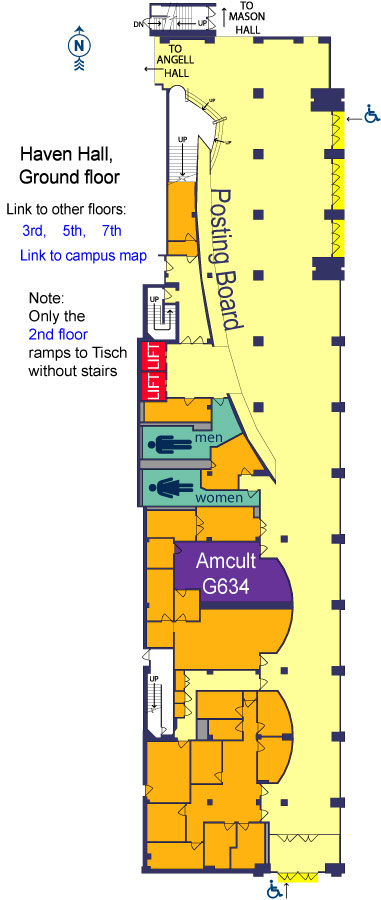 TO
MASON
HALL
DN
UP
N
TO
ANGELL
HALL
UP
UP
UP
Haven Hall,
Ground floor
Link to other floors:
3rd, 5th, 7th
Link to campus map
Posting Board
Note:
Only the
2nd floor
ramps to Tisch
without stairs
UP
LIFT
LIFT
men
women
Amcult
G634
UP